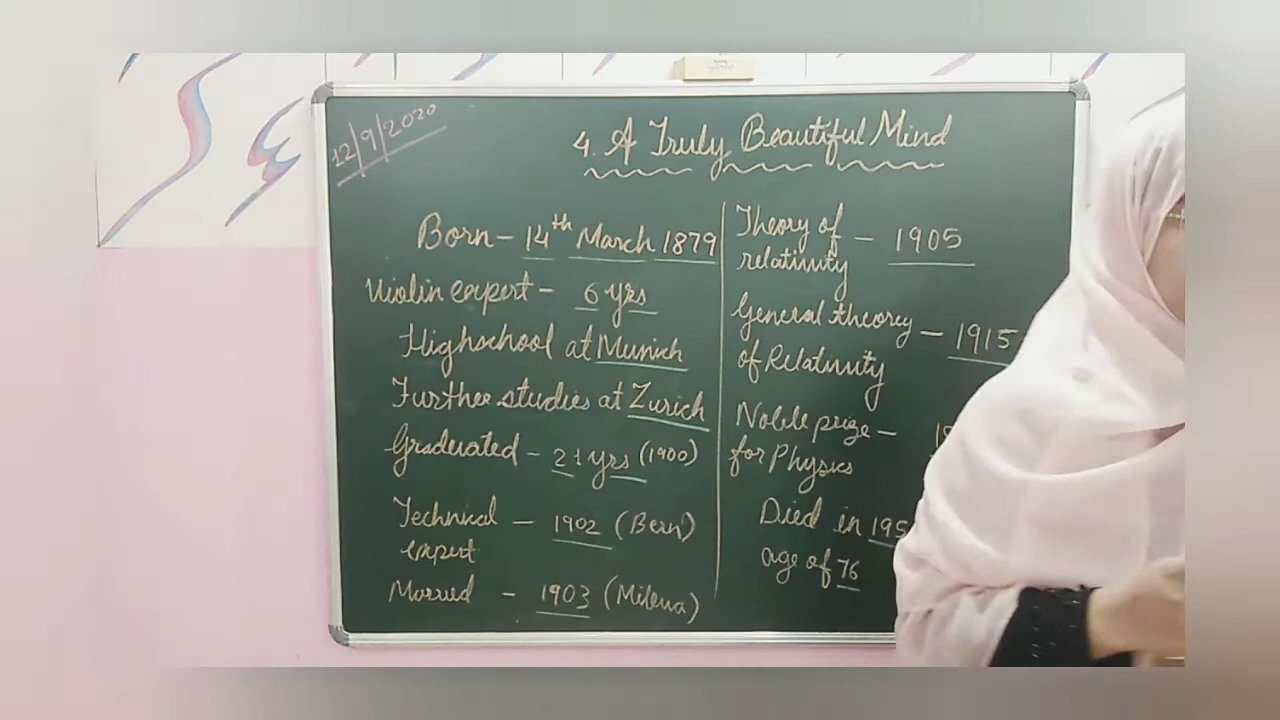 12/9/2020
4. A Truly Beautiful Mind
Born - 14th March 1879
Violin expert - 6 yrs
Highschool at Munich
Further studies at Zurich
Graduated - 21 yrs (1900)
Technical - 1902 (Bern)
expert
Married - 1903 (Mileva)
Theory of - 1905
relativity
General theory - 1915
of Relativity
Noble prize -
for Physics
Died in 195
age of 76